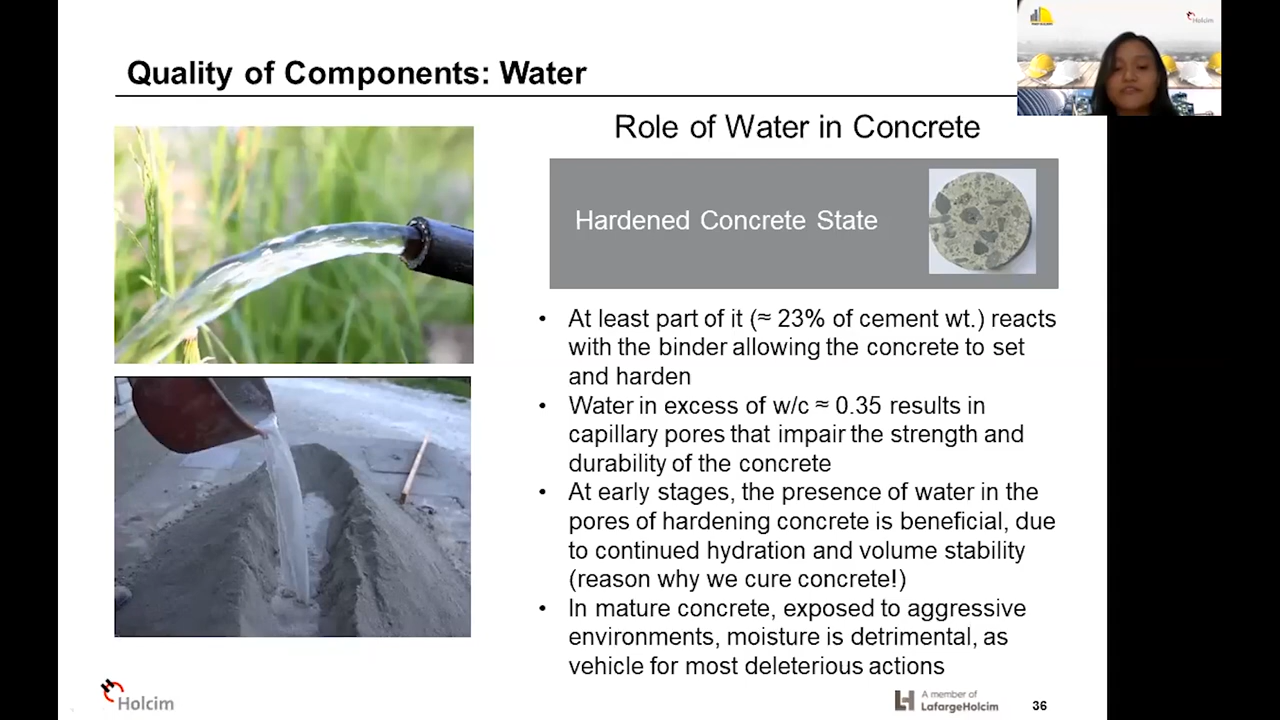 Quality of Components: Water
Holcim
Role of Water in Concrete
Hardened Concrete State
• At least part of it (≈ 23% of cement wt.) reacts
with the binder allowing the concrete to set
and harden
• Water in excess of w/c ≈ 0.35 results in
capillary pores that impair the strength and
durability of the concrete
• At early stages, the presence of water in the
pores of hardening concrete is beneficial, due
to continued hydration and volume stability
(reason why we cure concrete!)
• In mature concrete, exposed to aggressive
environments, moisture is detrimental, as
vehicle for most deleterious actions
Holcim
A member of
LafargeHolcim
36